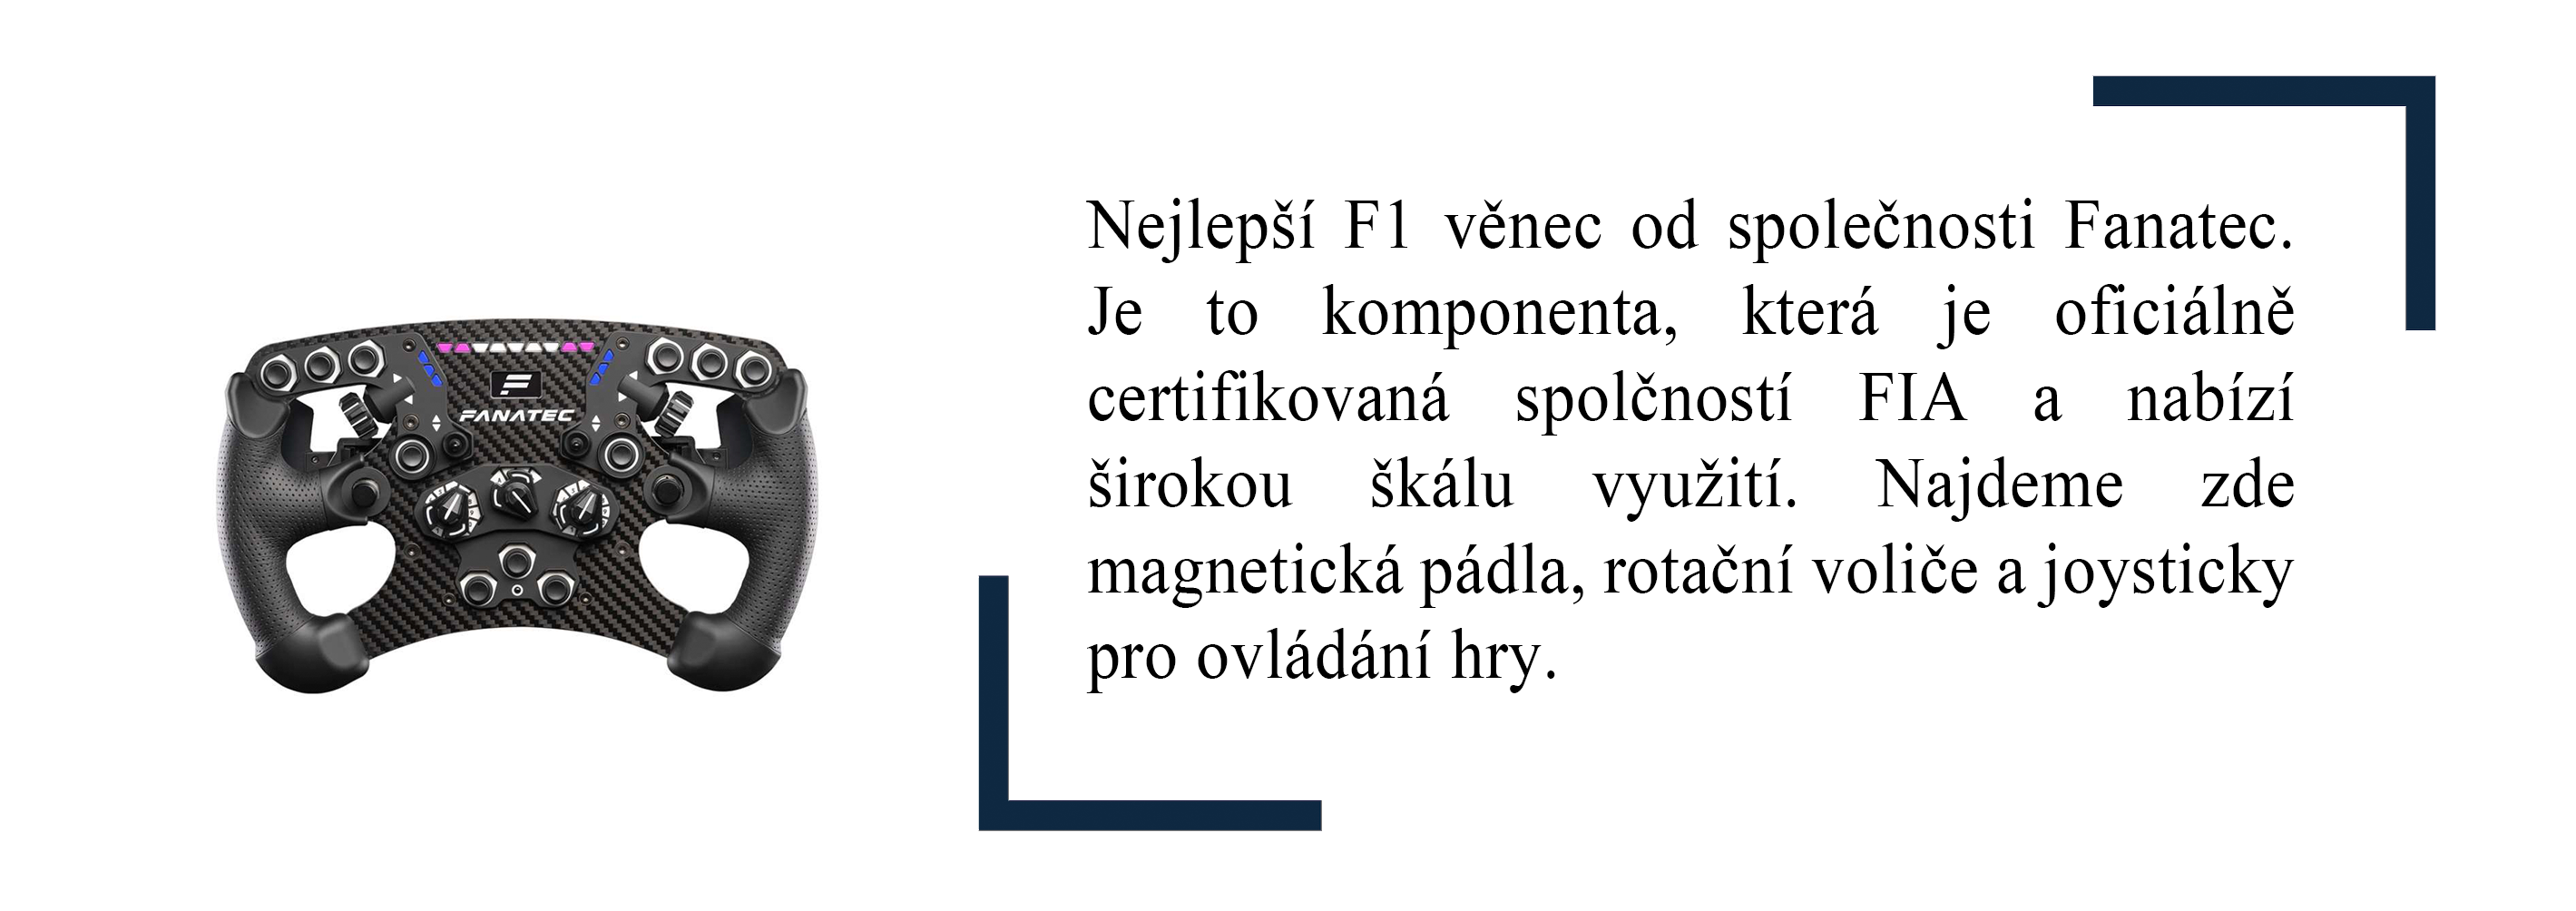 FANATEC
Nejlepší F1 věnec od společnosti Fanatec.
Je to komponenta, která je oficiálně
certifikovaná spolčností FIA a nabízí
širokou škálu využití. Najdeme zde
magnetická pádla, rotační voliče a joysticky
pro ovládání hry.